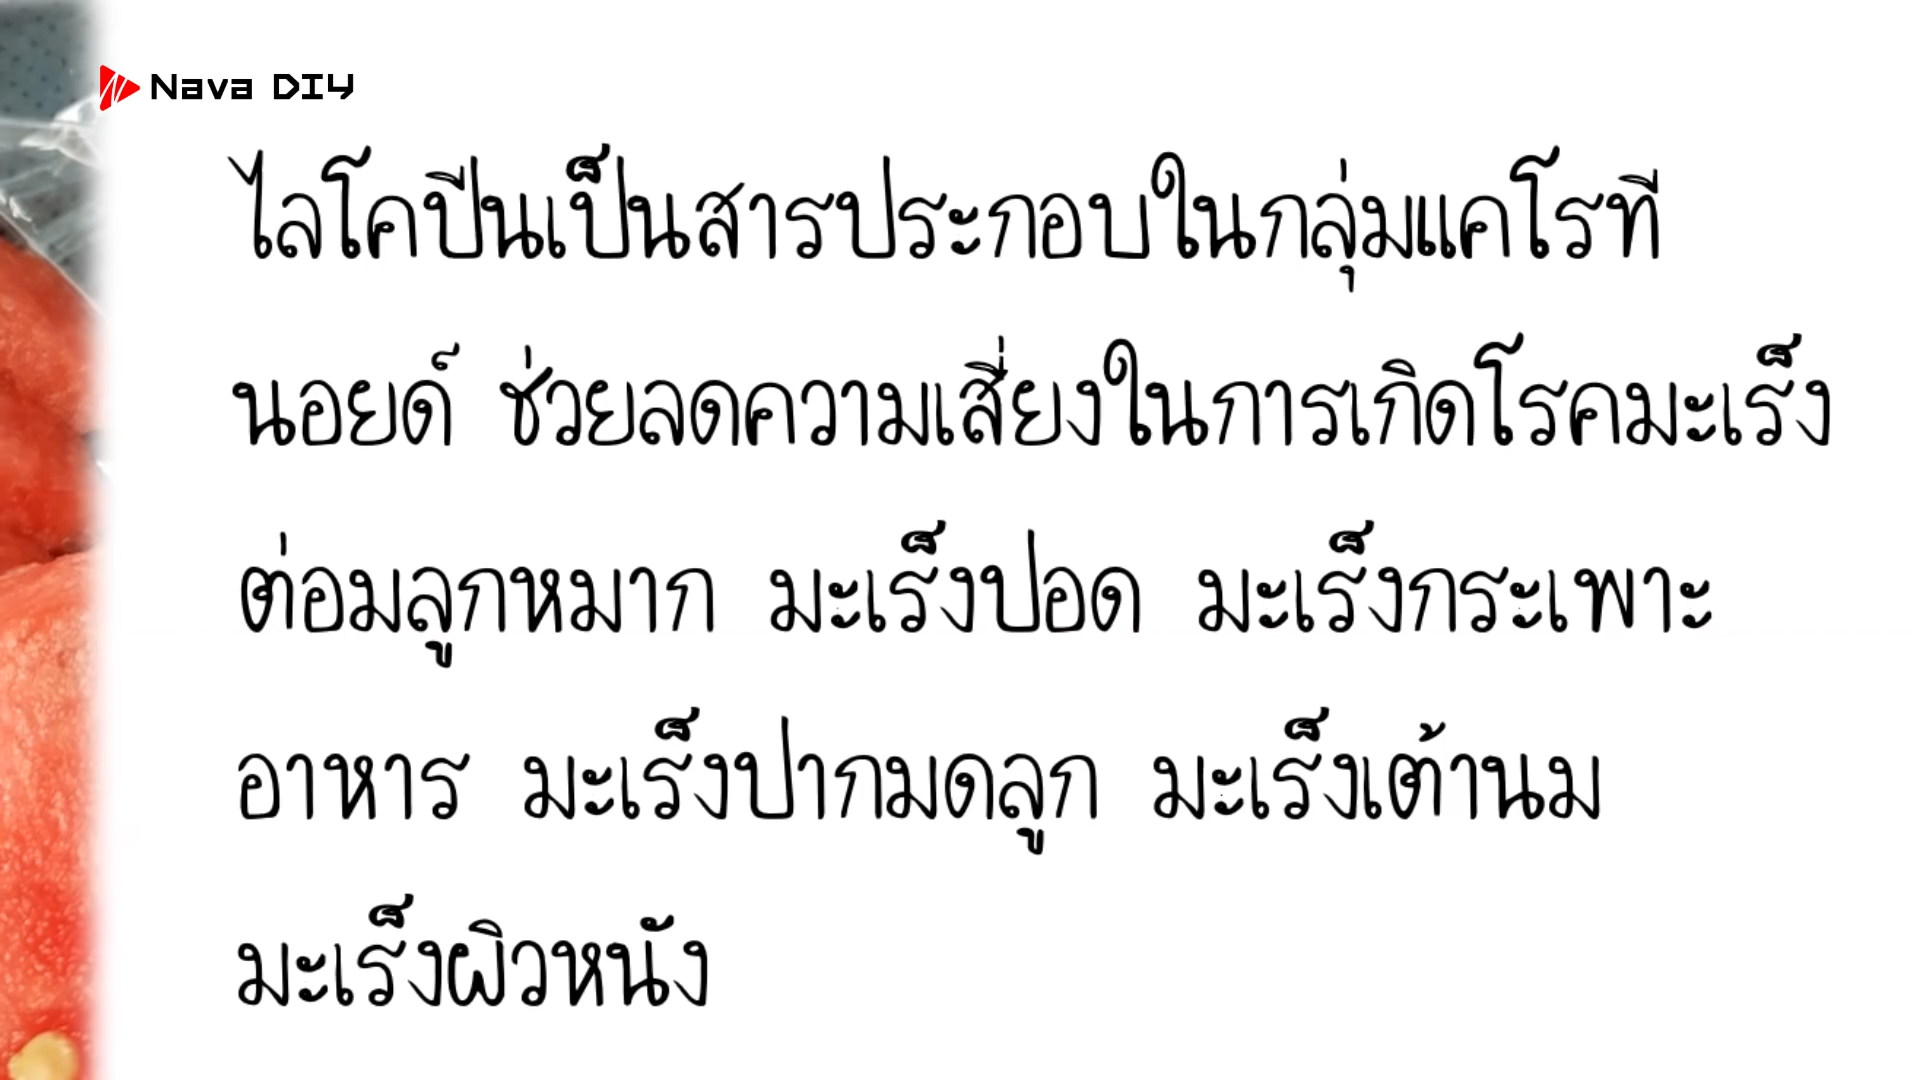 Nava DIY
ไลโคปีนเป็นสารประกอบในกลุ่มแคโรที
นอยด์ ช่วยลดความเสี่ยงในการเกิดโรคมะเร็ง
ต่อมลูกหมาก มะเร็งปอด มะเร็งกระเพาะ
อาหาร มะเร็งปากมดลูก มะเร็งเต้านม
มะเร็งผิวหนัง